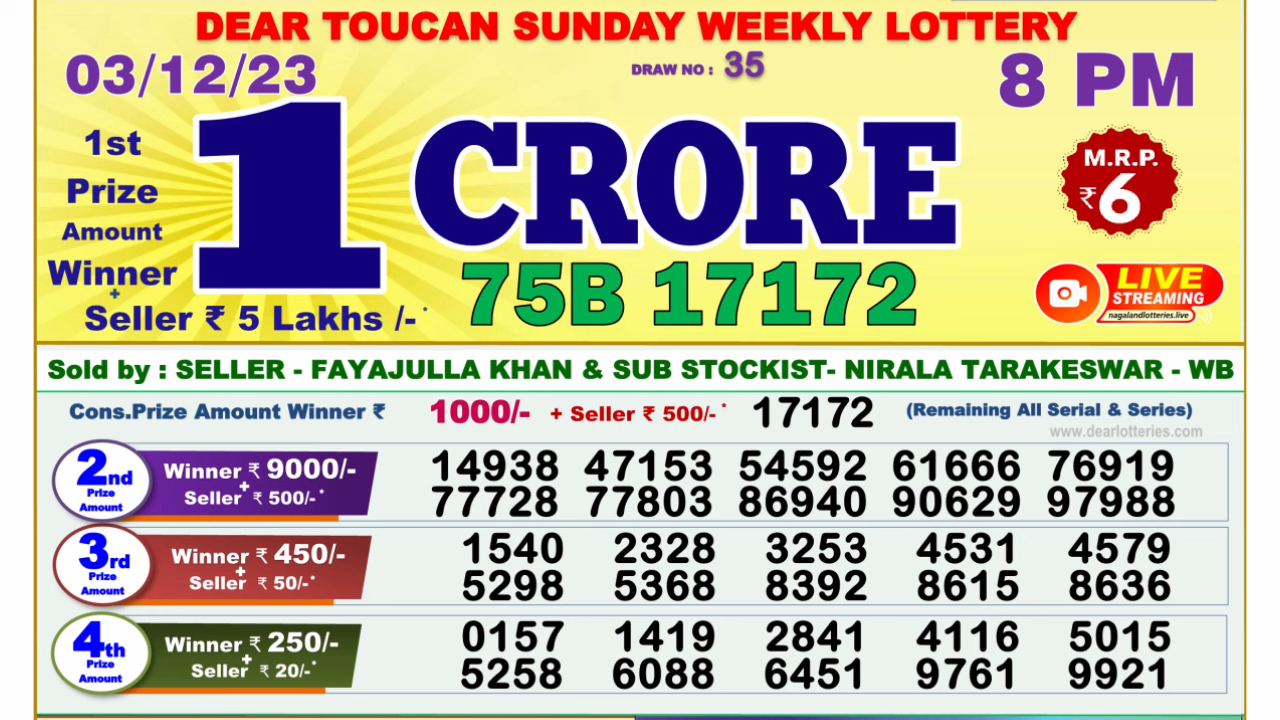 DEAR TOUCAN SUNDAY WEEKLY LOTTERY
03/12/23 DRAW NO : 35 8 PM
1st
Prize
Amount
Winner
+
Seller ₹ 5 Lakhs /-*
1 CRORE
75B 17172
M.R.P.
₹6
LIVE
STREAMING
nagalandlotteries.live
Sold by : SELLER - FAYAJULLA KHAN & SUB STOCKIST- NIRALA TARAKESWAR - WB
Cons.Prize Amount Winner ₹ 1000/- + Seller ₹ 500/-* 17172 (Remaining All Serial & Series)
www.dearlotteries.com
2nd
Prize
Amount
Winner ₹ 9000/-
+
Seller ₹ 500/-*
14938 47153 54592 61666 76919
77728 77803 86940 90629 97988
3rd
Prize
Amount
Winner ₹ 450/-
+
Seller ₹ 50/-*
1540 2328 3253 4531 4579
5298 5368 8392 8615 8636
4th
Prize
Amount
Winner ₹ 250/-
+
Seller ₹ 20/-*
0157 1419 2841 4116 5015
5258 6088 6451 9761 9921